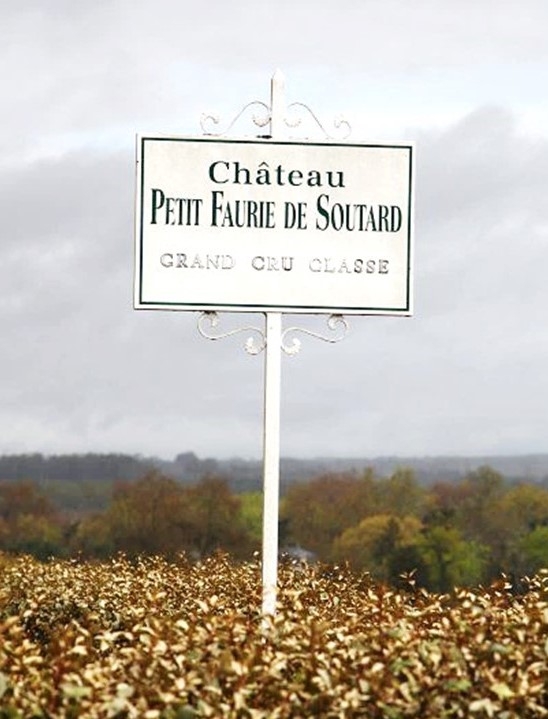 Château
PETIT FAURIE DE SOUTARD
GRAND CRU CLASSE